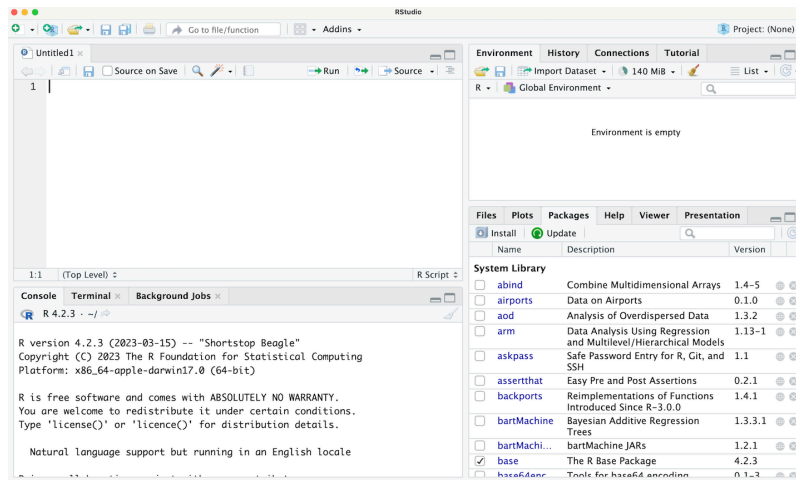 RStudio
Go to file/function
Addins
Project: (None)
Untitled1
Source on Save
Run
Source
1
1:1
(Top Level)
R Script
Console
Terminal
Background Jobs
R 4.2.3 · ~/
R version 4.2.3 (2023-03-15) -- "Shortstop Beagle"
Copyright (C) 2023 The R Foundation for Statistical Computing
Platform: x86_64-apple-darwin17.0 (64-bit)
R is free software and comes with ABSOLUTELY NO WARRANTY.
You are welcome to redistribute it under certain conditions.
Type 'license()' or 'licence()' for distribution details.
Natural language support but running in an English locale
Environment History Connections Tutorial
Import Dataset
140 MiB
List
R
Global Environment
Environment is empty
Files Plots Packages Help Viewer Presentation
Install
Update
Name Description Version
System Library
abind Combine Multidimensional Arrays 1.4-5
airports Data on Airports 0.1.0
aod Analysis of Overdispersed Data 1.3.2
arm Data Analysis Using Regression 1.13-1
and Multilevel/Hierarchical Models
askpass Safe Password Entry for R, Git, and 1.1
SSH
assertthat Easy Pre and Post Assertions 0.2.1
backports Reimplementations of Functions 1.4.1
Introduced Since R-3.0.0
bartMachine Bayesian Additive Regression 1.3.3.1
Trees
bartMachi... bartMachine JARs 1.2.1
base The R Base Package 4.2.3
base64enc Tools for base64 encoding 0.1-3